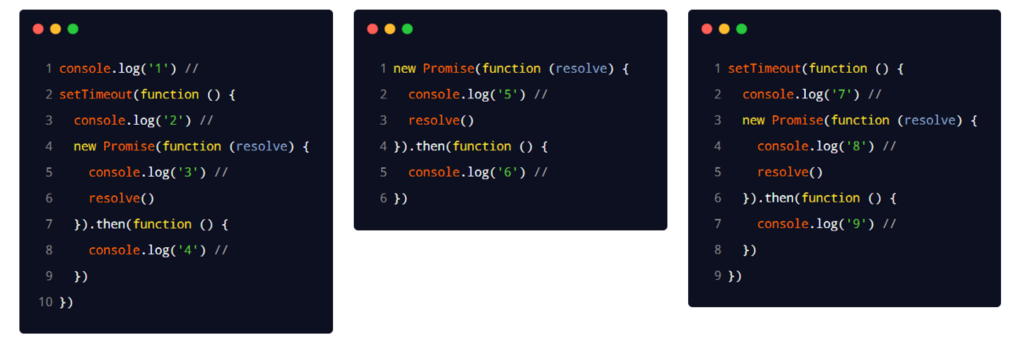 1 console.log('1') //
2 setTimeout(function () {
3 console.log('2') //
4 new Promise(function (resolve) {
5 console.log('3') //
6 resolve()
7 }).then(function () {
8 console.log('4') //
9 })
10 })
1 new Promise(function (resolve) {
2 console.log('5') //
3 resolve()
4 }).then(function () {
5 console.log('6') //
6 })
1 setTimeout(function () {
2 console.log('7') //
3 new Promise(function (resolve) {
4 console.log('8') //
5 resolve()
6 }).then(function () {
7 console.log('9') //
8 })
9 })